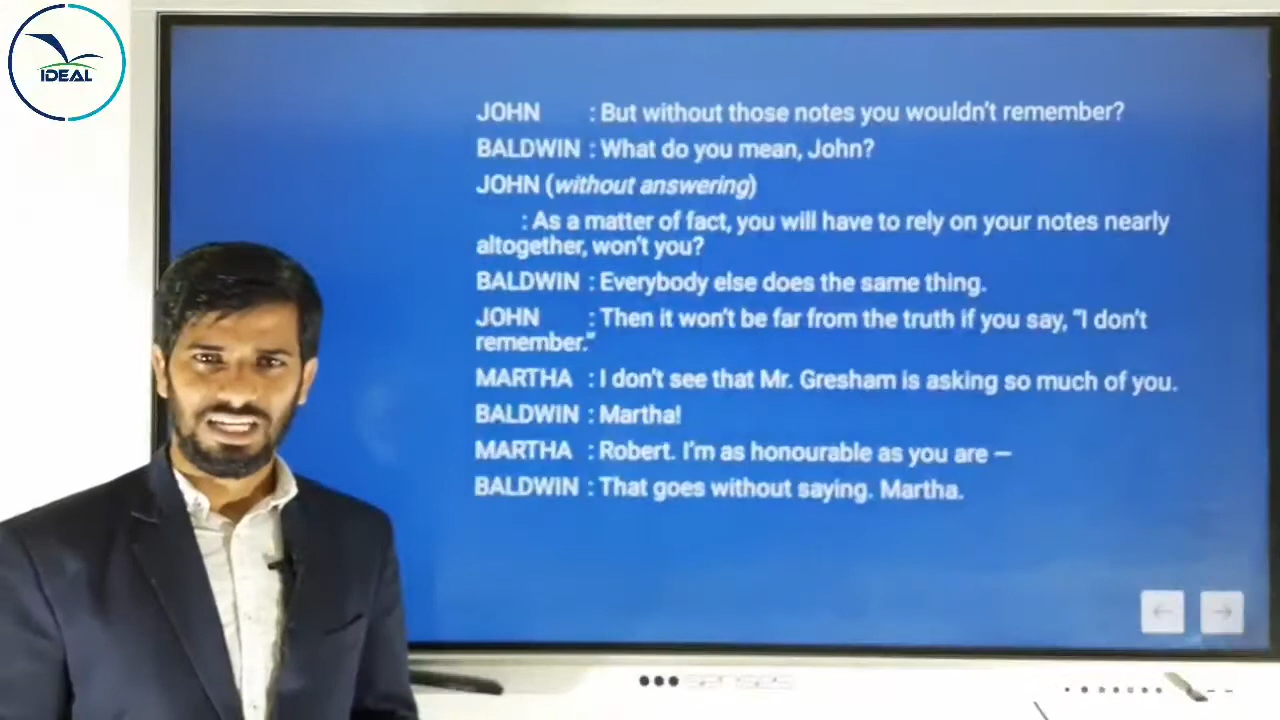 IDEAL
JOHN : But without those notes you wouldn't remember?
BALDWIN : What do you mean, John?
JOHN (without answering)
: As a matter of fact, you will have to rely on your notes nearly
altogether, won't you?
BALDWIN : Everybody else does the same thing.
JOHN : Then it won't be far from the truth if you say, "I don't
remember."
MARTHA : I don't see that Mr. Gresham is asking so much of you.
BALDWIN : Martha!
MARTHA : Robert. I'm as honourable as you are —
BALDWIN : That goes without saying. Martha.